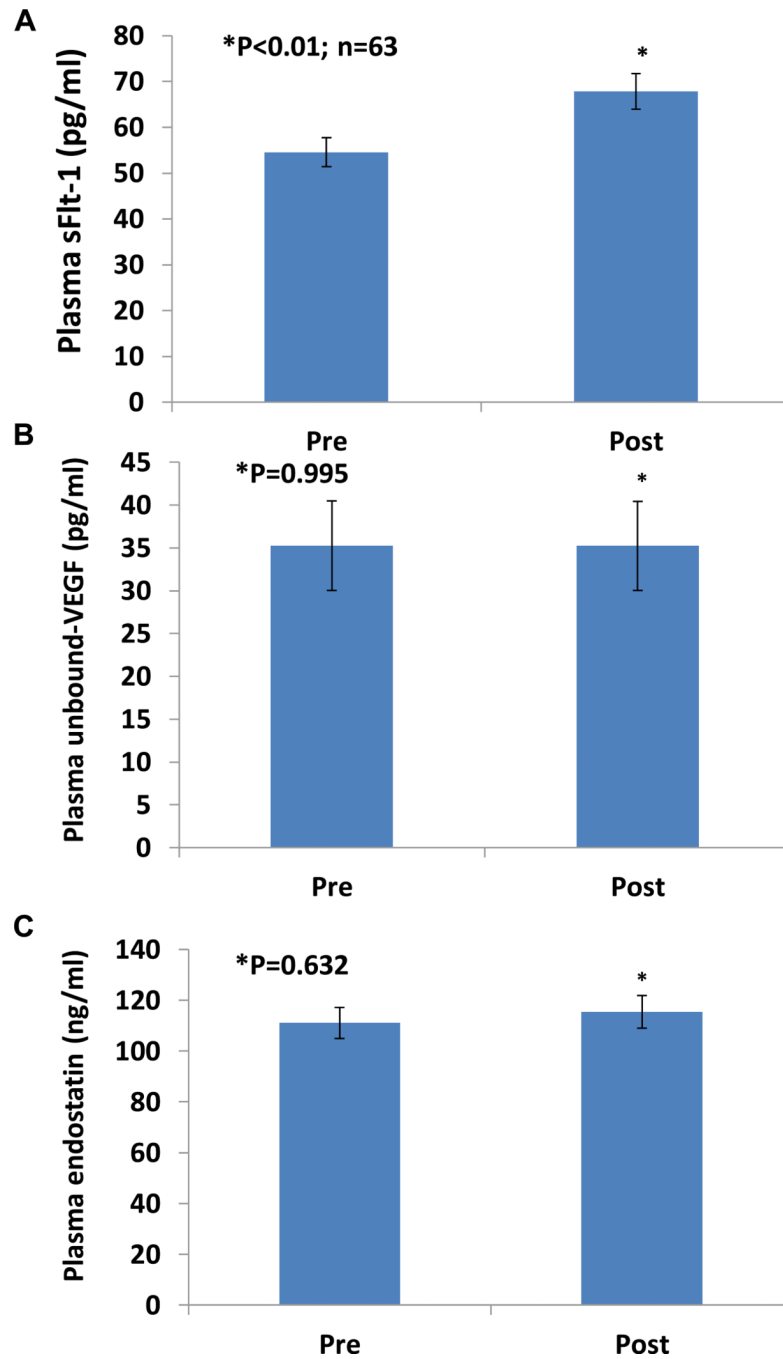 A
Plasma sFlt-1 (pg/ml)
80
70
60
50
40
30
20
10
0
*P<0.01; n=63
*
Pre
Post
B
Plasma unbound-VEGF (pg/ml)
45
40
35
30
25
20
15
10
5
0
*P=0.995
*
Pre
Post
C
Plasma endostatin (ng/ml)
140
120
100
80
60
40
20
0
*P=0.632
*
Pre
Post